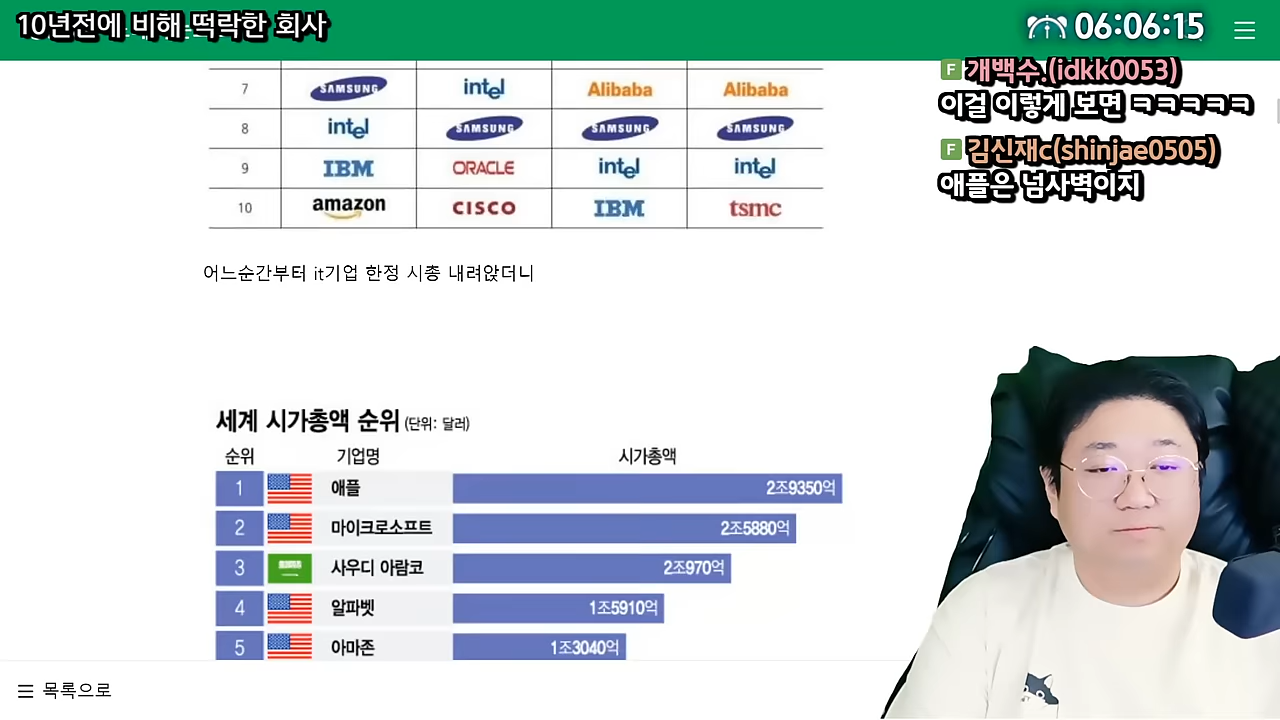 10년전에 비해 떡락한 회사
06:06:15
F 개백수.(idkk0053)
이걸 이렇게 보면 ㅋㅋㅋㅋㅋ
F 김신재c(shinjae0505)
애플은 넘사벽이지
7 SAMSUNG intel Alibaba Alibaba
8 intel SAMSUNG SAMSUNG SAMSUNG
9 IBM ORACLE intel intel
10 amazon CISCO IBM tsmc
어느순간부터 it기업 한정 시총 내려앉더니
세계 시가총액 순위 (단위: 달러)
순위 기업명 시가총액
1 애플 2조9350억
2 마이크로소프트 2조5880억
3 사우디 아람코 2조970억
4 알파벳 1조5910억
5 아마존 1조3040억
목록으로